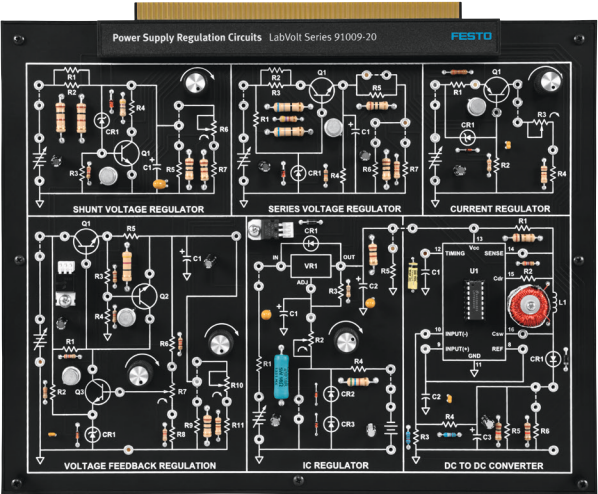 Power Supply Regulation Circuits LabVolt Series 91009-20 FESTO
R1
R2
R4
CR1
Q1
R3
C1
R5
R6
R7
SHUNT VOLTAGE REGULATOR
R2
R3
Q1
R5
R1
C1
CR1
R4
R6
R7
SERIES VOLTAGE REGULATOR
Q1
R1
R3
CR1
R2
R4
CURRENT REGULATOR
Q1
R5
C1
R3
Q2
R4
R1
R6
R2
Q3
R7
R10
CR1
R8
R9
R11
VOLTAGE FEEDBACK REGULATION
CR1
IN
VR1
OUT
ADJ
R5
R3
C2
C1
R2
R1
R4
CR2
CR3
IC REGULATOR
R1
13
12
Vcc
14
TIMING
SENSE
C1
U1
15
Cdr
R2
L1
10
16
INPUT(-)
Csw
9
8
INPUT(+)
REF
GND
11
CR1
C2
R4
R3
C3
R5
R6
DC TO DC CONVERTER